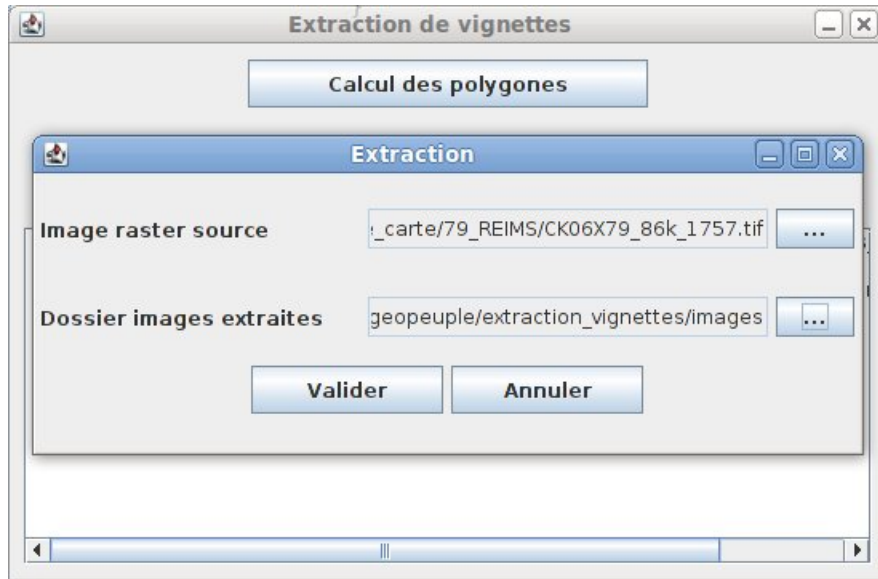 Extraction de vignettes
Calcul des polygones
Extraction
Image raster source
_carte/79_REIMS/CK06X79_86k_1757.tif
...
Dossier images extraites
geopeuple/extraction_vignettes/images
...
Valider
Annuler